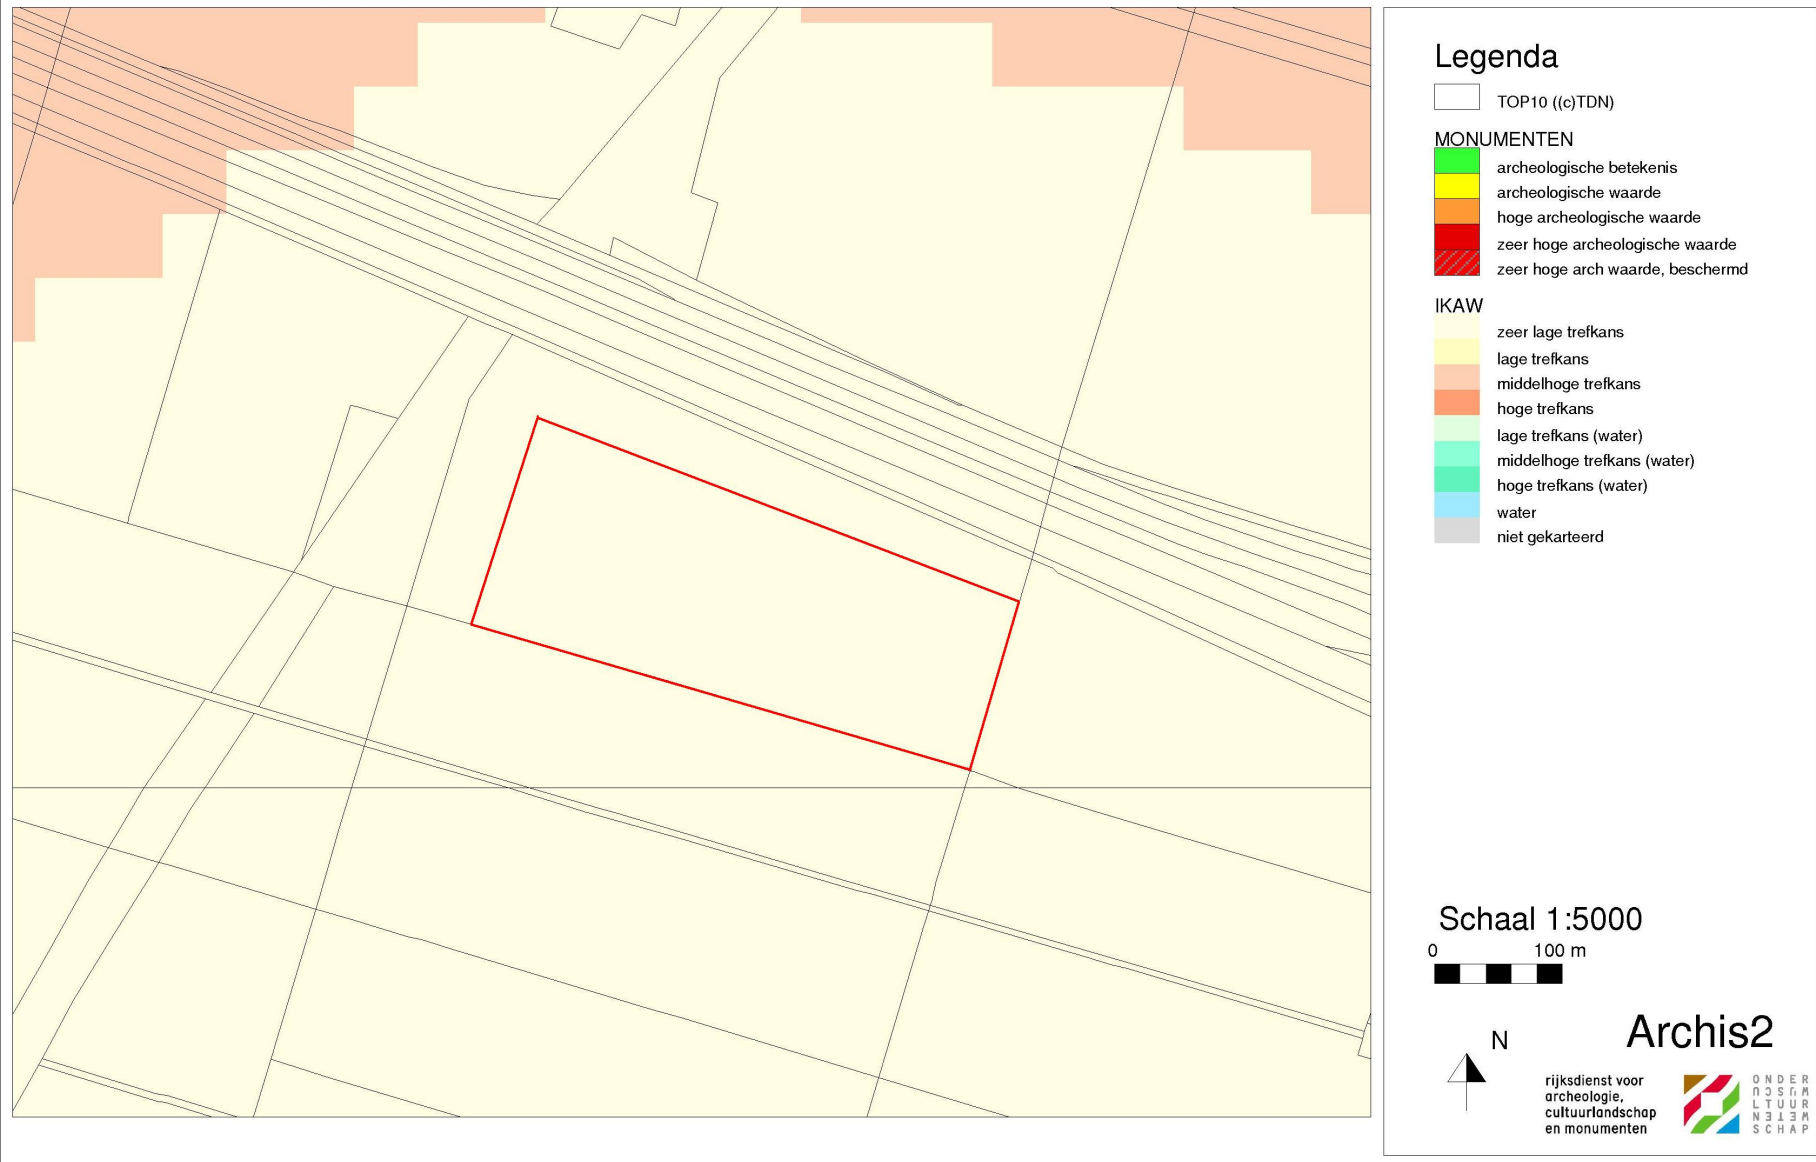 Legenda
TOP10 ((c)TDN)
MONUMENTEN
archeologische betekenis
archeologische waarde
hoge archeologische waarde
zeer hoge archeologische waarde
zeer hoge arch waarde, beschermd
IKAW
zeer lage trefkans
lage trefkans
middelhoge trefkans
hoge trefkans
lage trefkans (water)
middelhoge trefkans (water)
hoge trefkans (water)
water
niet gekarteerd
Schaal 1:5000
0 100 m
N
Archis2
rijksdienst voor
archeologie,
cultuurlandschap
en monumenten
ONDER
WIJSCU
LTUUR
WETEN
SCHAP